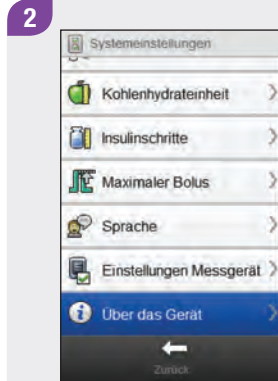 2
Systemeinstellungen
Kohlenhydrateinheit
Insulinschritte
Maximaler Bolus
Sprache
Einstellungen Messgerät
Über das Gerät
Zurück